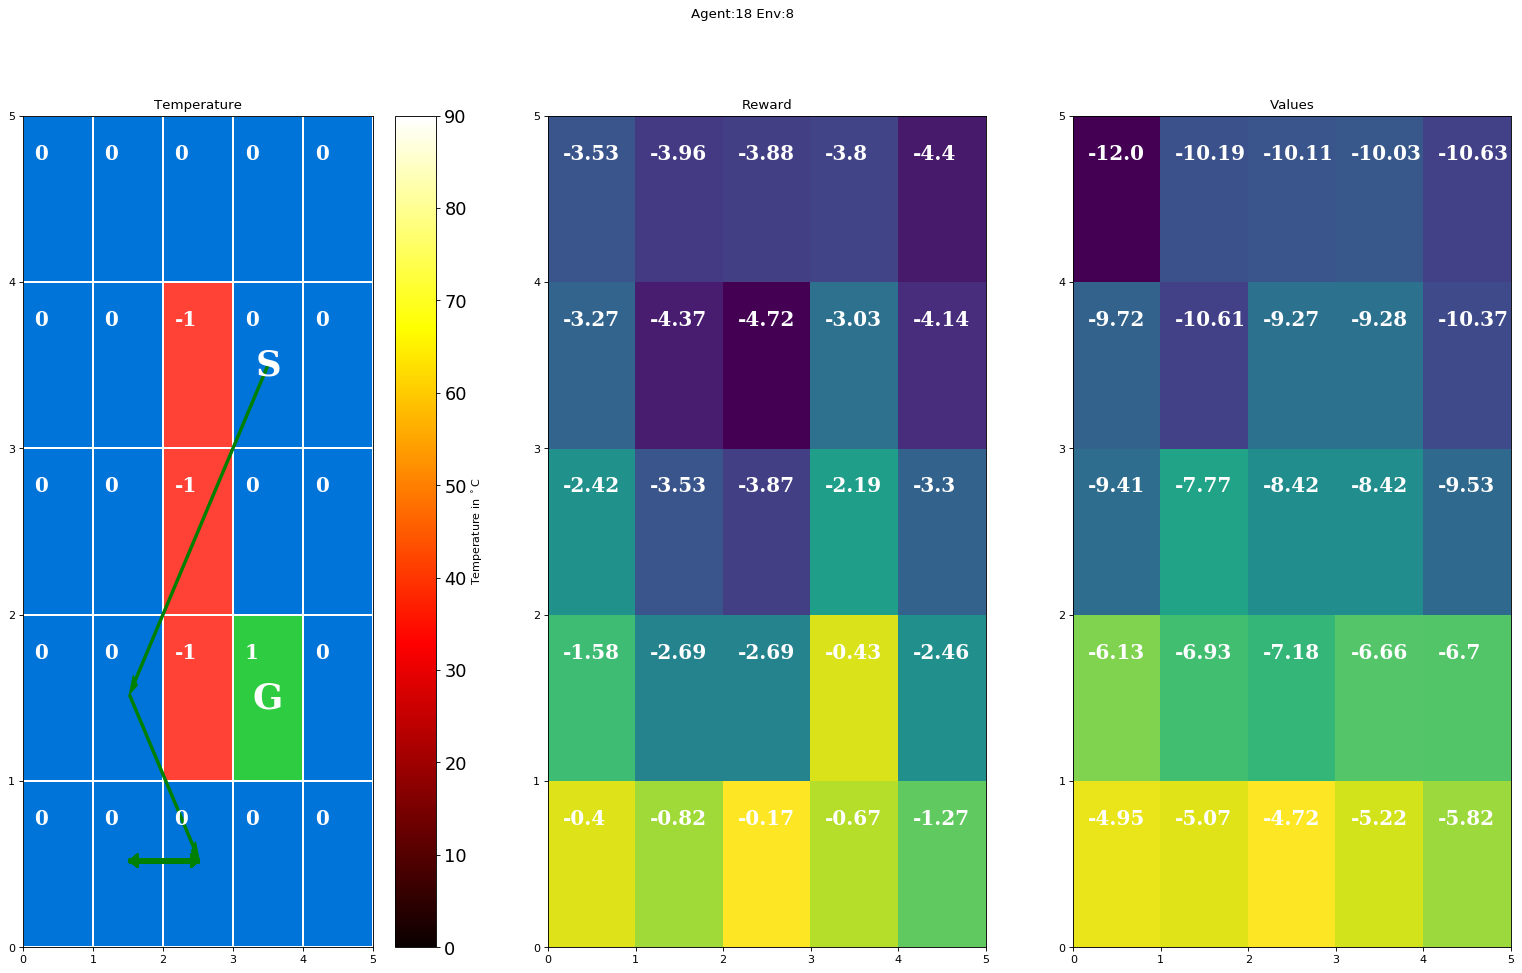 Agent:18 Env:8
Temperature
5
4
3
2
1
0
0 0 0 0 0
0 0 -1 0 0
S
0 0 -1 0 0
0 0 -1 1 0
G
0 0 0 0 0
0 1 2 3 4 5
90
80
70
60
50
40
30
20
10
0
Temperature in °C
Reward
5
4
3
2
1
0
-3.53 -3.96 -3.88 -3.8 -4.4
-3.27 -4.37 -4.72 -3.03 -4.14
-2.42 -3.53 -3.87 -2.19 -3.3
-1.58 -2.69 -2.69 -0.43 -2.46
-0.4 -0.82 -0.17 -0.67 -1.27
0 1 2 3 4 5
Values
5
4
3
2
1
0
-12.0 -10.19 -10.11 -10.03 -10.63
-9.72 -10.61 -9.27 -9.28 -10.37
-9.41 -7.77 -8.42 -8.42 -9.53
-6.13 -6.93 -7.18 -6.66 -6.7
-4.95 -5.07 -4.72 -5.22 -5.82
0 1 2 3 4 5